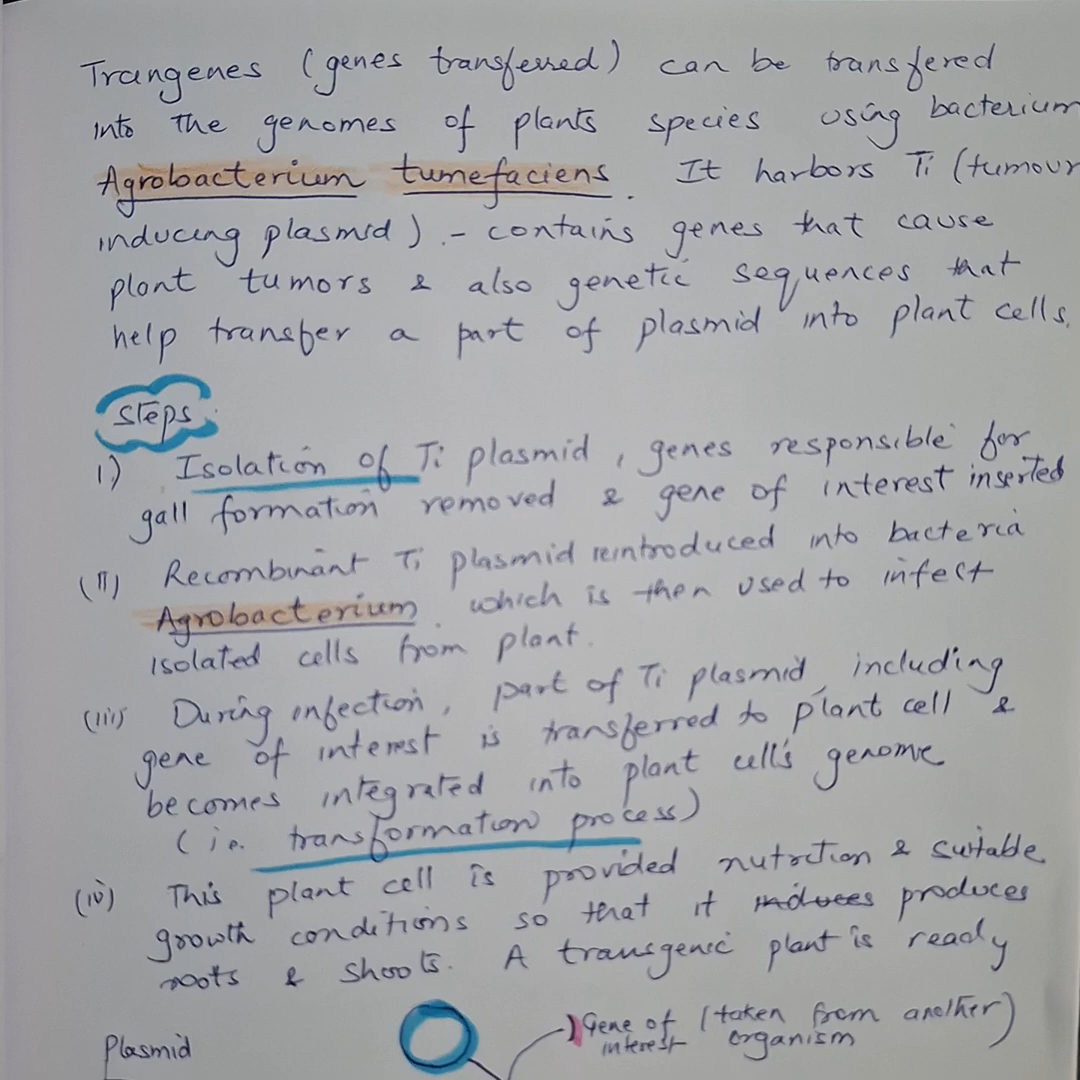 Trangenes (genes transferred) can be transfered
into the genomes of plants species using bacterium
Agrobacterium tumefaciens. It harbors Ti (tumour
inducing plasmid). - contains genes that cause
plant tumors & also genetic sequences that
help transfer a part of plasmid into plant cells.
Steps.
1) Isolation of Ti plasmid, genes responsible for
gall formation removed & gene of interest inserted
(II) Recombinant Ti plasmid reintroduced into bacteria
Agrobacterium which is then used to infect
isolated cells from plant.
(iii) During infection, part of Ti plasmid, including
gene of interest is transferred to plant cell &
becomes integrated into plant cell's genome
(ie. transformation process)
(iv) This plant cell is provided nutrition & suitable
growth conditions so that it induces produces
roots & shoots. A transgenic plant is ready
Gene of interest (taken from another organism)
Plasmid